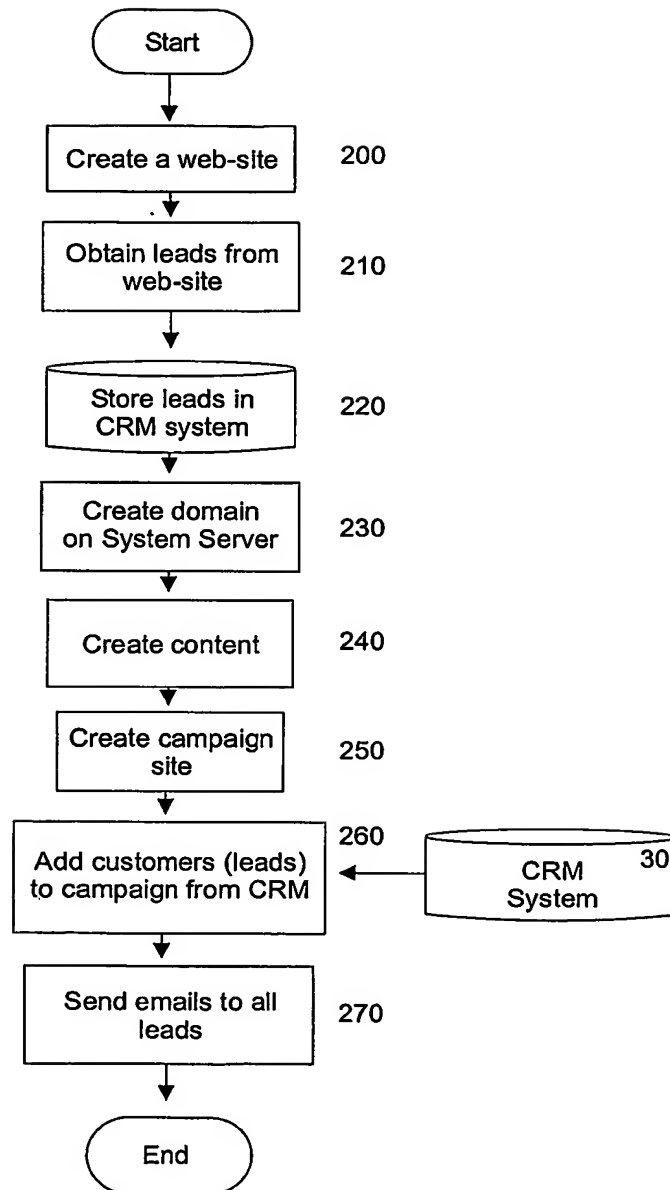 Start
Create a web-site
200
Obtain leads from
web-site
210
Store leads in
CRM system
220
Create domain
on System Server
230
Create content
240
Create campaign
site
250
260
Add customers (leads)
to campaign from CRM
30
CRM
System
Send emails to all
leads
270
End